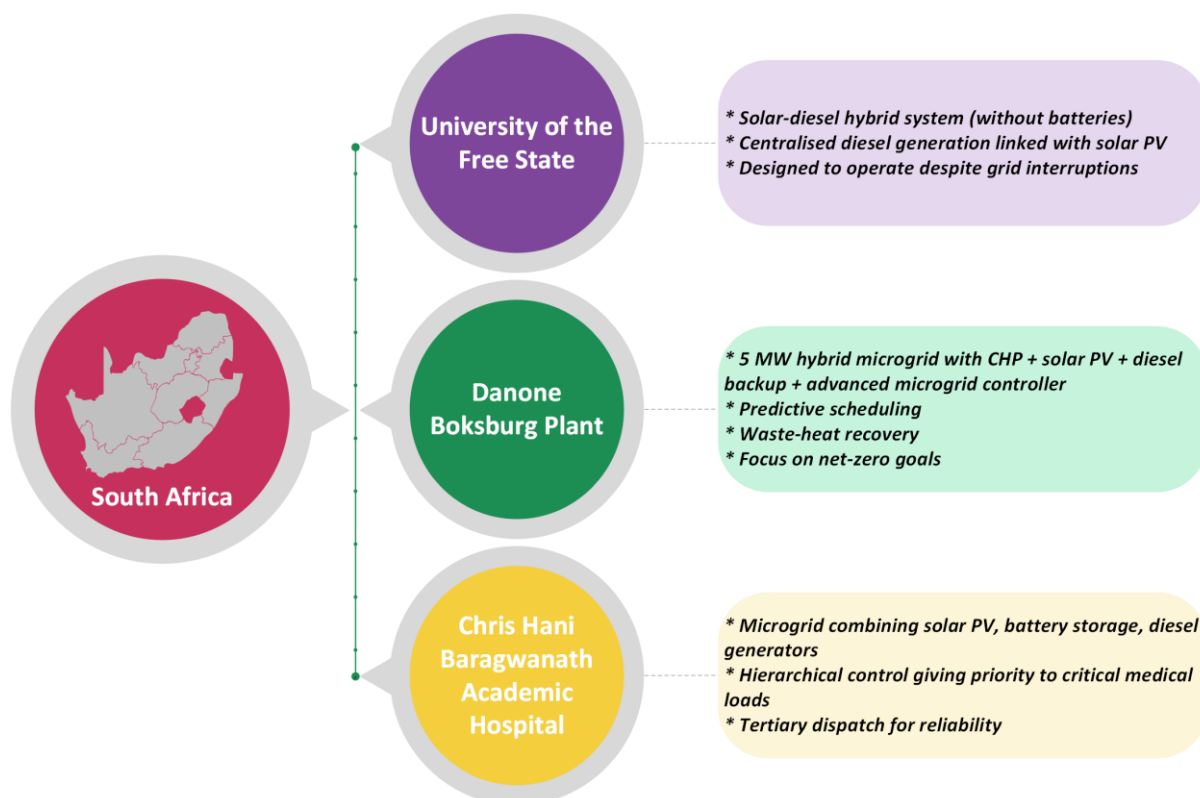 University of the
Free State
* Solar-diesel hybrid system (without batteries)
* Centralised diesel generation linked with solar PV
* Designed to operate despite grid interruptions
South Africa
Danone
Boksburg Plant
* 5 MW hybrid microgrid with CHP + solar PV + diesel
backup + advanced microgrid controller
* Predictive scheduling
* Waste-heat recovery
* Focus on net-zero goals
Chris Hani
Baragwanath
Academic
Hospital
* Microgrid combining solar PV, battery storage, diesel
generators
* Hierarchical control giving priority to critical medical
loads
* Tertiary dispatch for reliability